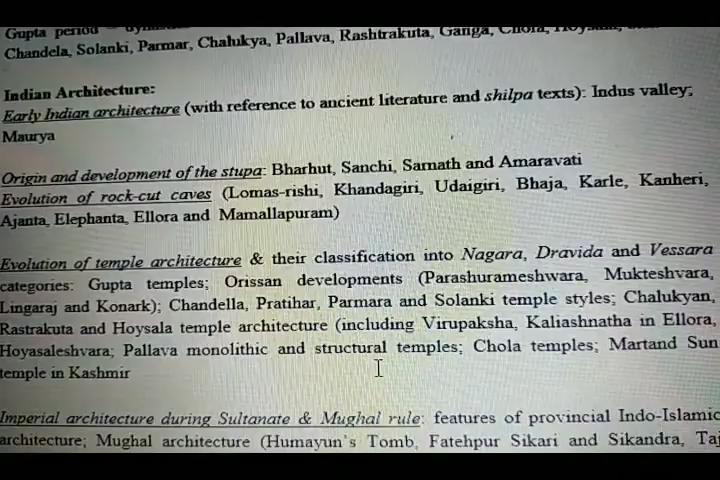 Gupta period
Chandela, Solanki, Parmar, Chalukya, Pallava, Rashtrakuta, Ganga, Chola,
Indian Architecture:
Early Indian architecture (with reference to ancient literature and shilpa texts): Indus valley;
Maurya
Origin and development of the stupa: Bharhut, Sanchi, Sarnath and Amaravati
Evolution of rock-cut caves (Lomas-rishi, Khandagiri, Udaigiri, Bhaja, Karle, Kanheri,
Ajanta, Elephanta, Ellora and Mamallapuram)
Evolution of temple architecture & their classification into Nagara, Dravida and Vessara
categories: Gupta temples; Orissan developments (Parashurameshwara, Mukteshvara,
Lingaraj and Konark); Chandella, Pratihar, Parmara and Solanki temple styles; Chalukyan,
Rastrakuta and Hoysala temple architecture (including Virupaksha, Kaliashnatha in Ellora,
Hoyasaleshvara; Pallava monolithic and structural temples; Chola temples; Martand Sun
temple in Kashmir
Imperial architecture during Sultanate & Mughal rule: features of provincial Indo-Islamic
architecture; Mughal architecture (Humayun's Tomb, Fatehpur Sikari and Sikandra, Taj